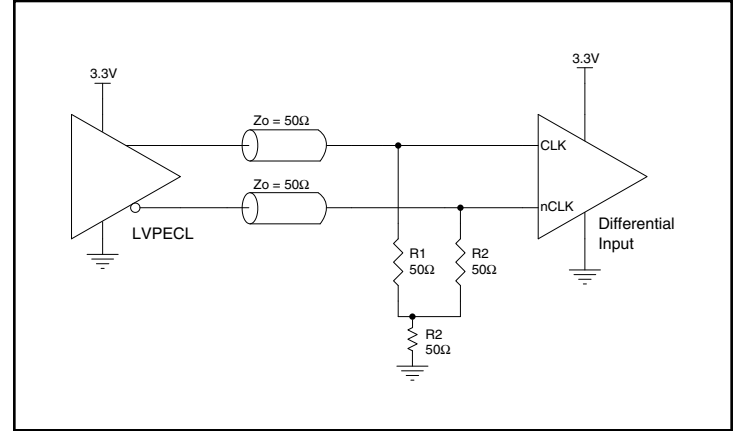 3.3V
3.3V
Zo = 50Ω
CLK
Zo = 50Ω
nCLK
LVPECL
Differential
Input
R1
50Ω
R2
50Ω
R2
50Ω